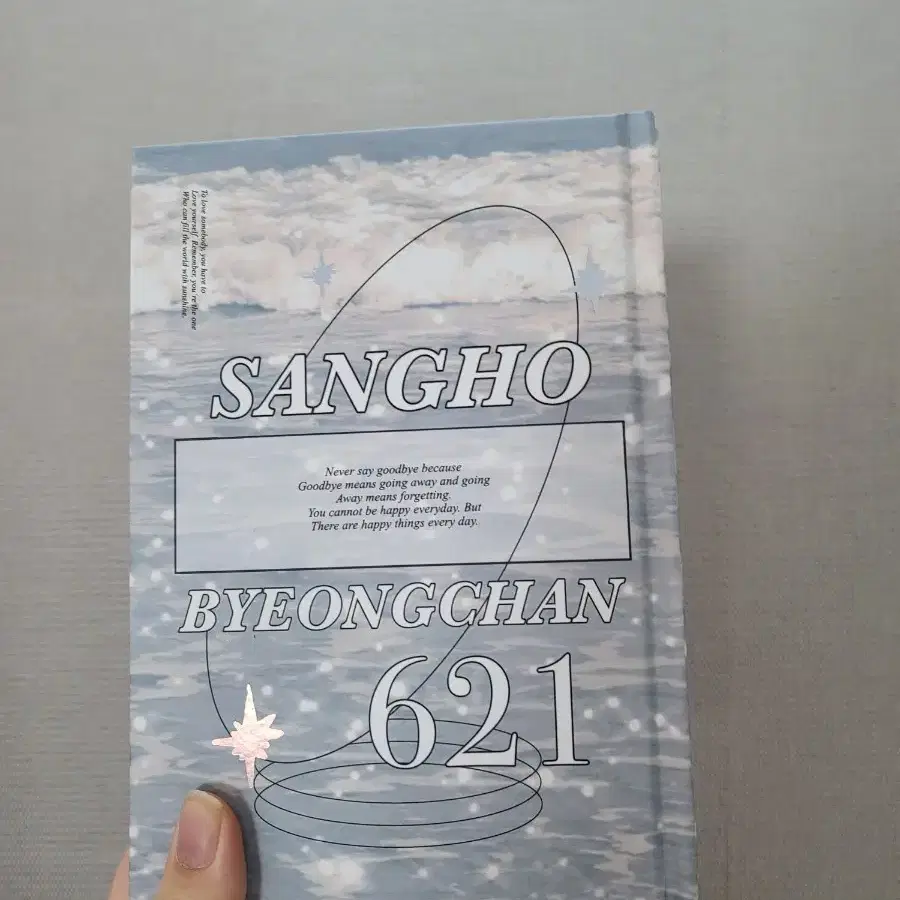 To love somebody, you have to
Love yourself. Remember, you're the one
Who can fill the world with sunshine.
SANGHO
Never say goodbye because
Goodbye means going away and going
Away means forgetting.
You cannot be happy everyday. But
There are happy things every day.
BYEONGCHAN
621